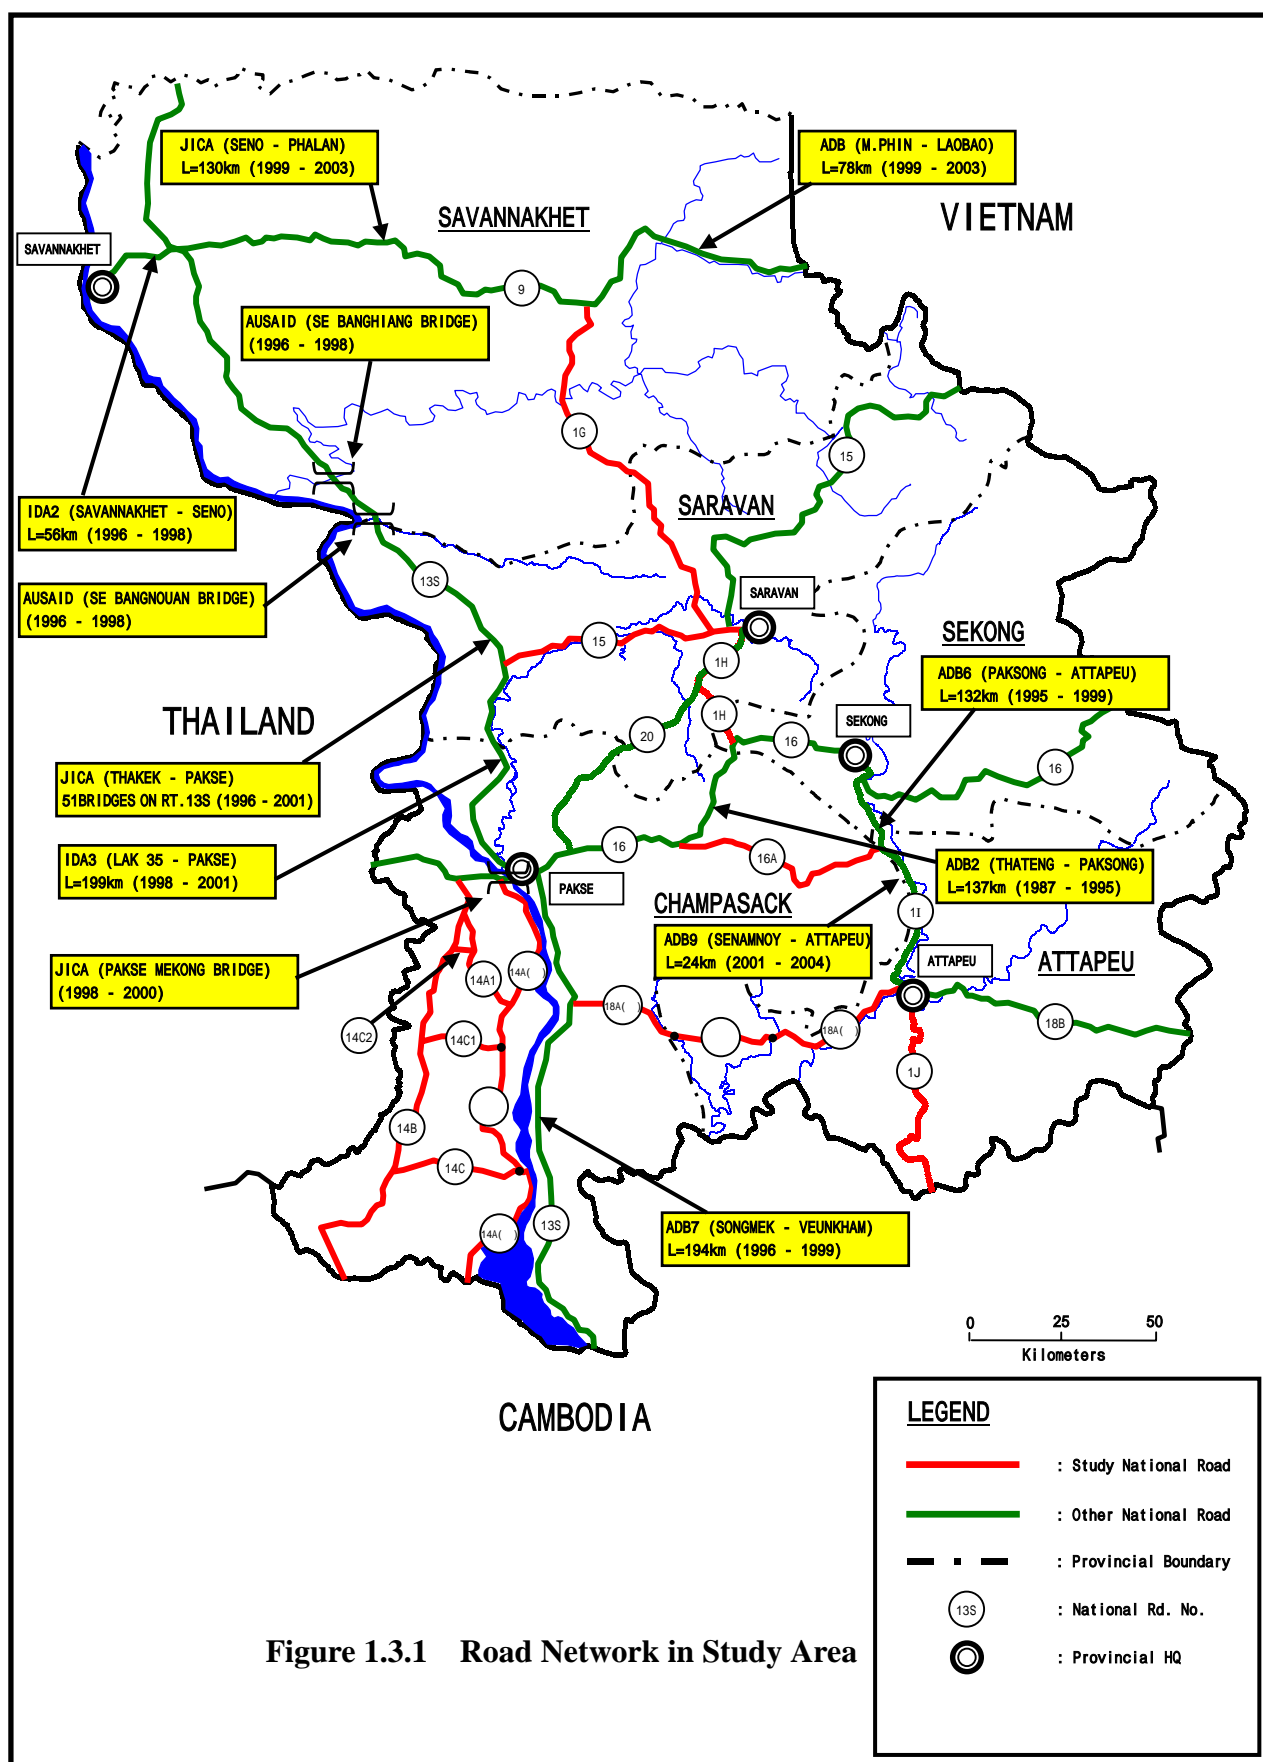 JICA (SENO - PHALAN)
L=130km (1999 - 2003)
ADB (M.PHIN - LAOBAO)
L=78km (1999 - 2003)
SAVANNAKHET
VIETNAM
SAVANNAKHET
9
AUSAID (SE BANGHIANG BRIDGE)
(1996 - 1998)
1G
15
IDA2 (SAVANNAKHET - SENO)
L=56km (1996 - 1998)
SARAVAN
13S
AUSAID (SE BANGNOUAN BRIDGE)
(1996 - 1998)
SARAVAN
15
SEKONG
1H
ADB6 (PAKSONG - ATTAPEU)
L=132km (1995 - 1999)
THAILAND
1H
SEKONG
20
16
16
JICA (THAKEK - PAKSE)
51BRIDGES ON RT.13S (1996 - 2001)
16
16A
IDA3 (LAK 35 - PAKSE)
L=199km (1998 - 2001)
ADB2 (THATENG - PAKSONG)
L=137km (1987 - 1995)
PAKSE
CHAMPASACK
1I
ADB9 (SENAMNOY - ATTAPEU)
L=24km (2001 - 2004)
ATTAPEU
ATTAPEU
JICA (PAKSE MEKONG BRIDGE)
(1998 - 2000)
14A1
14A( )
18A( )
18A( )
18B
14C2
14C1
1J
14B
14C
14A( )
13S
ADB7 (SONGMEK - VEUNKHAM)
L=194km (1996 - 1999)
0 25 50
Kilometers
CAMBODIA
LEGEND
: Study National Road
: Other National Road
: Provincial Boundary
13S : National Rd. No.
: Provincial HQ
Figure 1.3.1 Road Network in Study Area